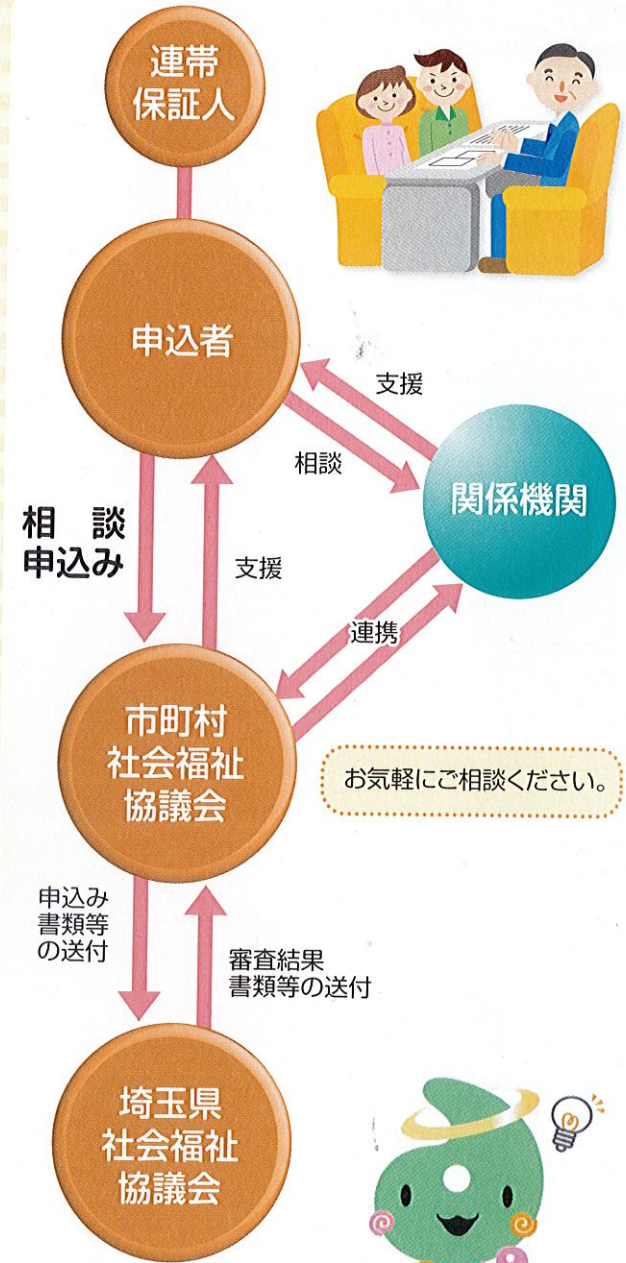 連帯
保証人
申込者
支援
相談
関係機関
相　談
申込み
支援
連携
市町村
社会福祉
協議会
お気軽にご相談ください。
申込み
書類等
の送付
審査結果
書類等の送付
埼玉県
社会福祉
協議会